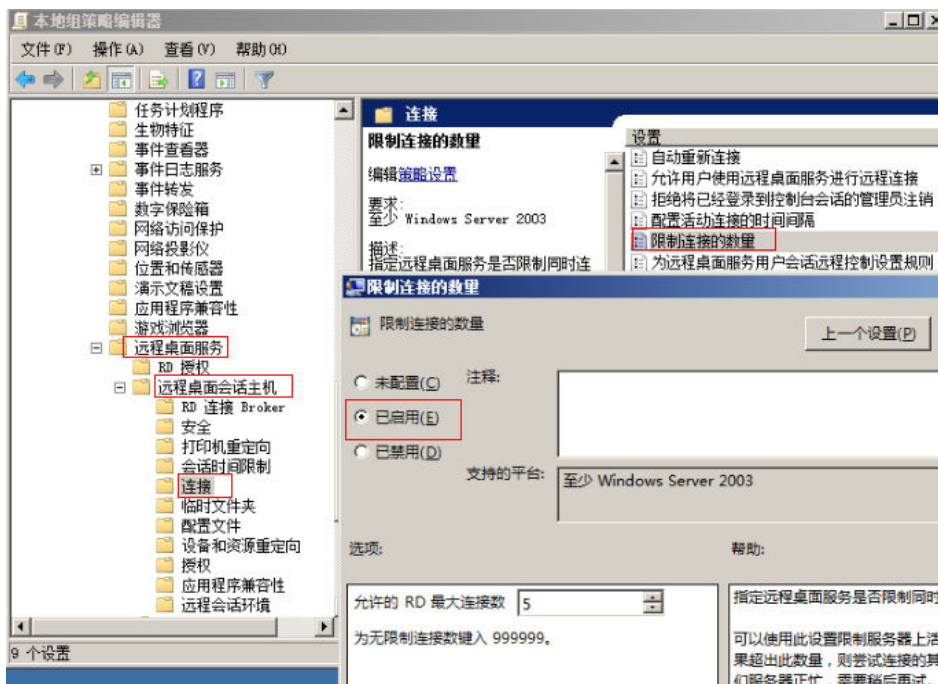 本地组策略编辑器
文件(F) 操作(A) 查看(V) 帮助(H)
任务计划程序
生物特征
事件查看器
事件日志服务
事件转发
数字保险箱
网络访问保护
网络投影仪
位置和传感器
演示文稿设置
应用程序兼容性
游戏浏览器
远程桌面服务
RD 授权
远程桌面会话主机
RD 连接 Broker
安全
打印机重定向
会话时间限制
连接
临时文件夹
配置文件
设备和资源重定向
授权
应用程序兼容性
远程会话环境
9 个设置
连接
限制连接的数量
编辑策略设置
要求:
至少 Windows Server 2003
描述:
指定远程桌面服务是否限制同时连
设置
自动重新连接
允许用户使用远程桌面服务进行远程连接
拒绝将已经登录到控制台会话的管理员注销
配置活动连接的时间间隔
限制连接的数量
为远程桌面服务用户会话远程控制设置规则
限制连接的数量
限制连接的数量
上一个设置(P)
未配置(C)
注释:
已启用(E)
已禁用(D)
支持的平台:
至少 Windows Server 2003
选项:
帮助:
允许的 RD 最大连接数 5
为无限制连接数键入 999999。
指定远程桌面服务是否限制同时
可以使用此设置限制服务器上活
果超出此数量，则尝试连接的其
们服务器正忙，需要稍后再试。